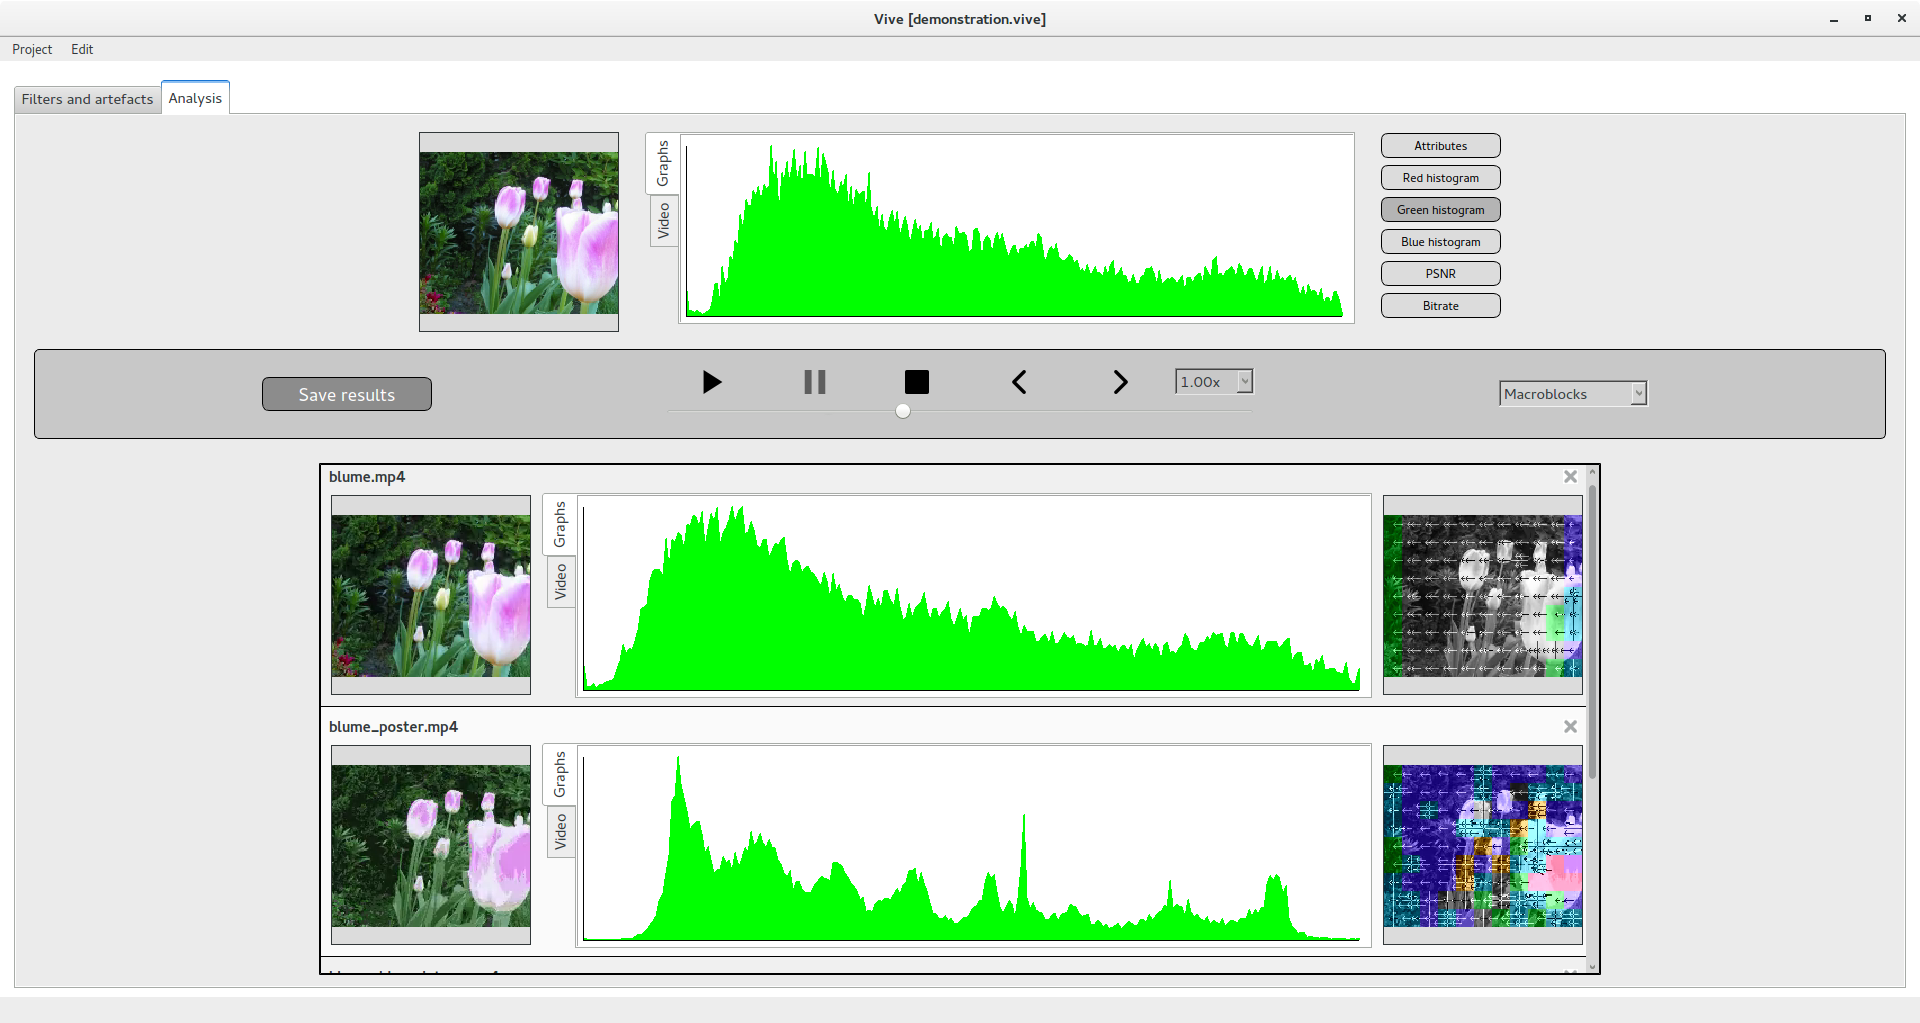 Vive [demonstration.vive]
Project Edit
Filters and artefacts Analysis
Graphs
Video
Attributes
Red histogram
Green histogram
Blue histogram
PSNR
Bitrate
Save results
1.00x
Macroblocks
blume.mp4
Graphs
Video
blume_poster.mp4
Graphs
Video